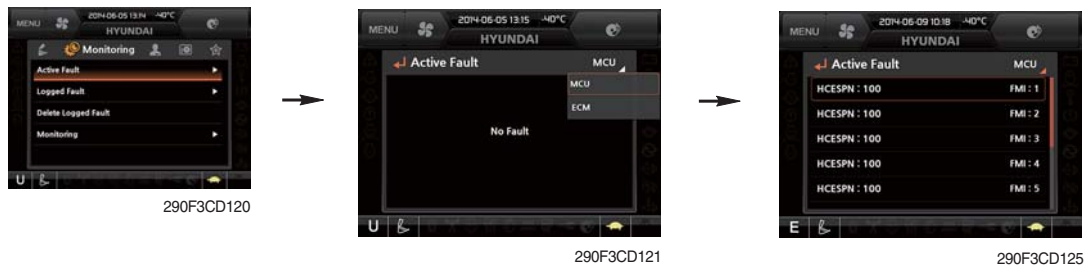 MENU
2014-06-05 13:14 -40°C
HYUNDAI
Monitoring
Active Fault
Logged Fault
Delete Logged Fault
Monitoring
U
290F3CD120
MENU
2014-06-05 13:15 -40°C
HYUNDAI
Active Fault MCU
MCU
ECM
No Fault
U
290F3CD121
MENU
2014-06-09 10:18 -40°C
HYUNDAI
Active Fault MCU
HCESPN : 100 FMI : 1
HCESPN : 100 FMI : 2
HCESPN : 100 FMI : 3
HCESPN : 100 FMI : 4
HCESPN : 100 FMI : 5
E
290F3CD125